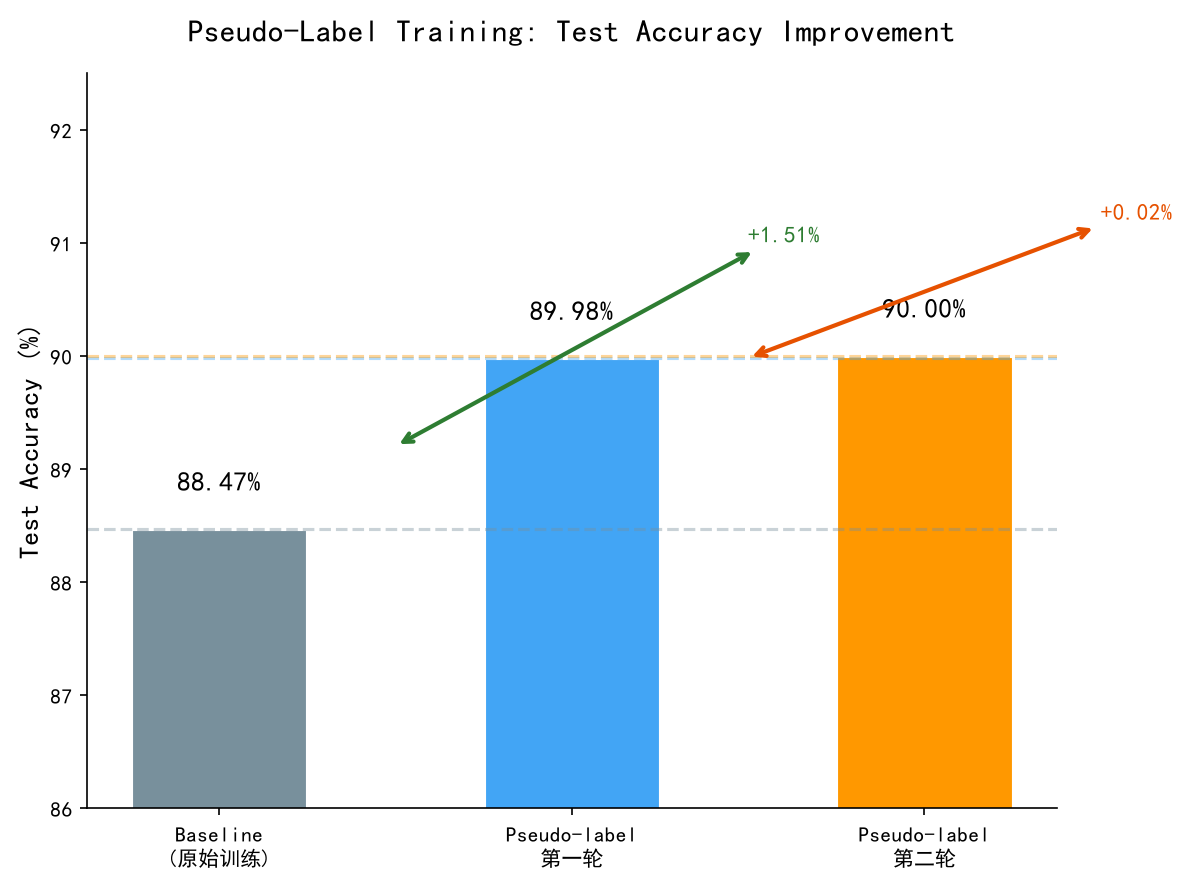 Pseudo-Label Training: Test Accuracy Improvement
92
+0.02%
+1.51%
91
89.98%
90.00%
90
Test Accuracy (%)
89
88.47%
88
87
86
Baseline
(原始训练)
Pseudo-label
第一轮
Pseudo-label
第二轮